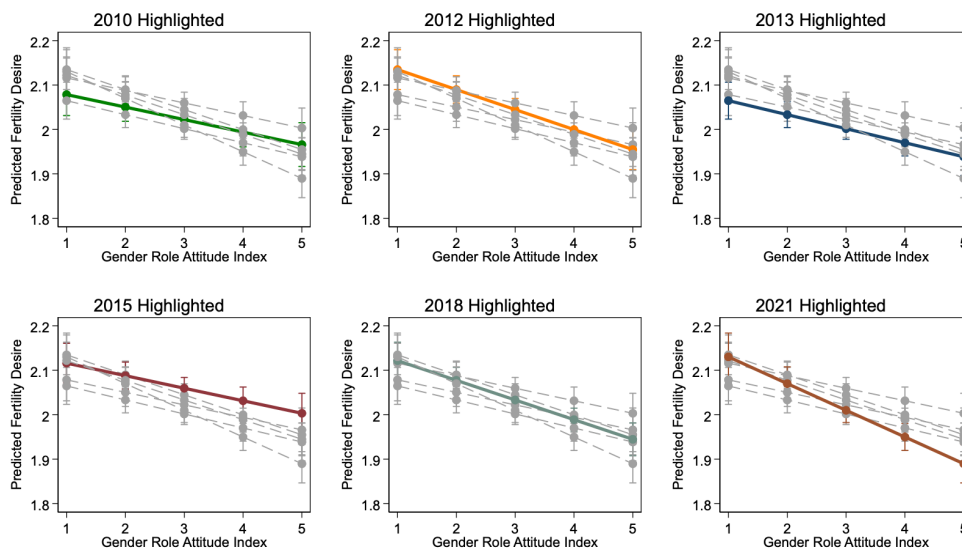 2010 Highlighted
2.2
2.1
2
1.9
1.8
Predicted Fertility Desire
1 2 3 4 5
Gender Role Attitude Index
2012 Highlighted
2.2
2.1
2
1.9
1.8
Predicted Fertility Desire
1 2 3 4 5
Gender Role Attitude Index
2013 Highlighted
2.2
2.1
2
1.9
1.8
Predicted Fertility Desire
1 2 3 4 5
Gender Role Attitude Index
2015 Highlighted
2.2
2.1
2
1.9
1.8
Predicted Fertility Desire
1 2 3 4 5
Gender Role Attitude Index
2018 Highlighted
2.2
2.1
2
1.9
1.8
Predicted Fertility Desire
1 2 3 4 5
Gender Role Attitude Index
2021 Highlighted
2.2
2.1
2
1.9
1.8
Predicted Fertility Desire
1 2 3 4 5
Gender Role Attitude Index